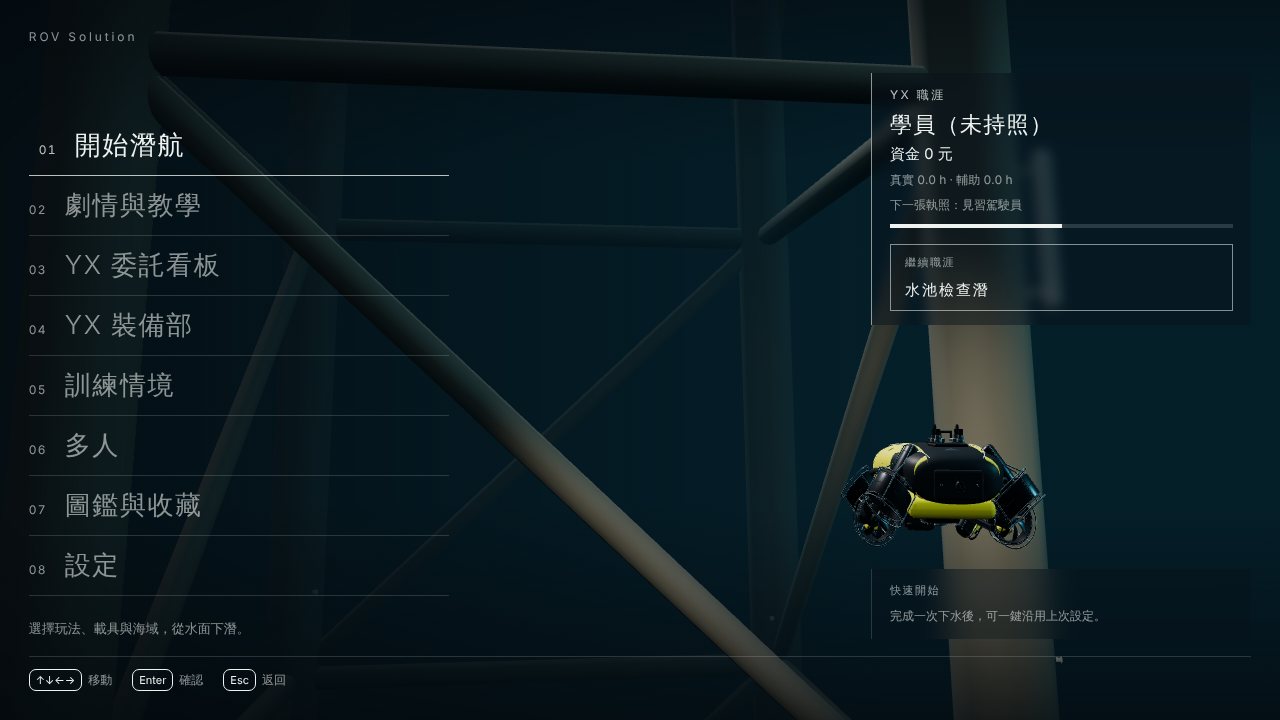 ROV Solution
01 開始潛航
02 劇情與教學
03 YX 委託看板
04 YX 裝備部
05 訓練情境
06 多人
07 圖鑑與收藏
08 設定
選擇玩法、載具與海域，從水面下潛。
↑↓←→ 移動 Enter 確認 Esc 返回
YX 職涯
學員（未持照）
資金 0 元
真實 0.0 h · 輔助 0.0 h
下一張執照：見習駕駛員
繼續職涯
水池檢查潛
快速開始
完成一次下水後，可一鍵沿用上次設定。